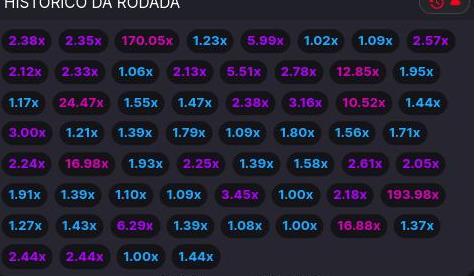 HISTÓRICO DA RODADA
2.38x 2.35x 170.05x 1.23x 5.99x 1.02x 1.09x 2.57x
2.12x 2.33x 1.06x 2.13x 5.51x 2.78x 12.85x 1.95x
1.17x 24.47x 1.55x 1.47x 2.38x 3.16x 10.52x 1.44x
3.00x 1.21x 1.39x 1.79x 1.09x 1.80x 1.56x 1.71x
2.24x 16.98x 1.93x 2.25x 1.39x 1.58x 2.61x 2.05x
1.91x 1.39x 1.10x 1.09x 3.45x 1.00x 2.18x 193.98x
1.27x 1.43x 6.29x 1.39x 1.08x 1.00x 16.88x 1.37x
2.44x 2.44x 1.00x 1.44x